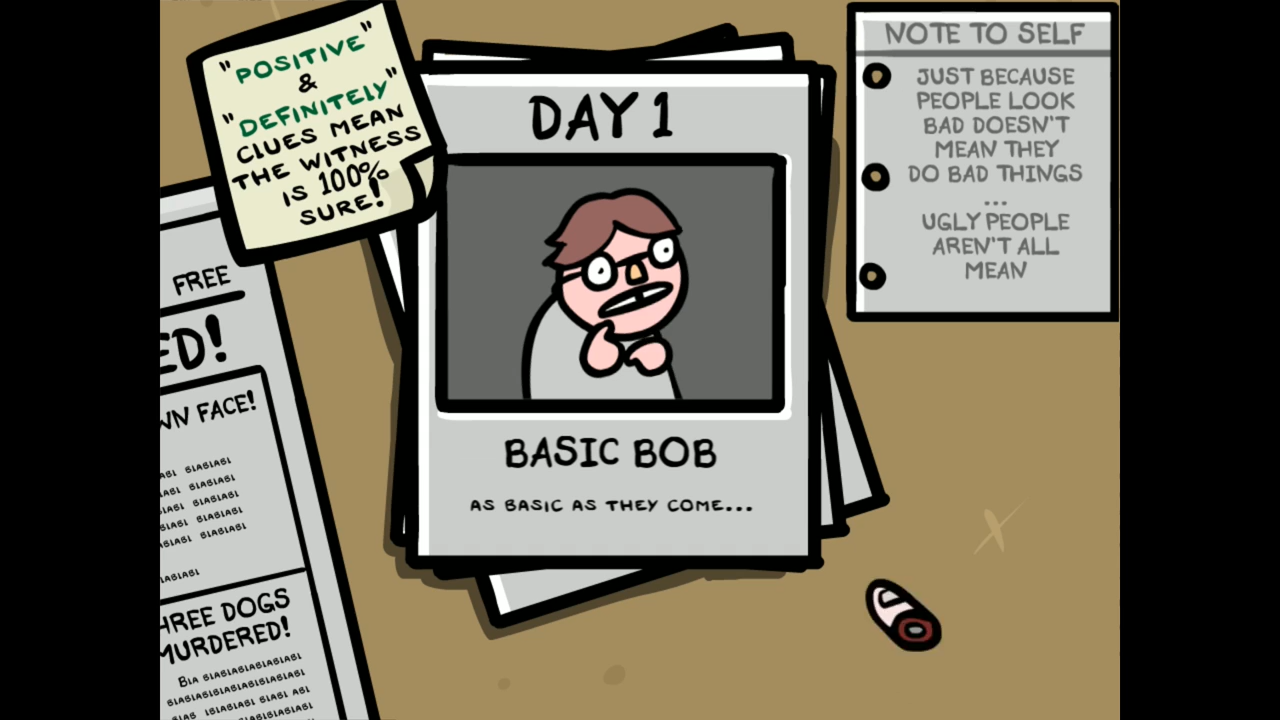 "POSITIVE"
&
"DEFINITELY"
CLUES MEAN
THE WITNESS
IS 100%
SURE!
DAY 1
BASIC BOB
AS BASIC AS THEY COME...
NOTE TO SELF
JUST BECAUSE
PEOPLE LOOK
BAD DOESN'T
MEAN THEY
DO BAD THINGS
...
UGLY PEOPLE
AREN'T ALL
MEAN
FREE
ED!
WN FACE!
HREE DOGS
MURDERED!